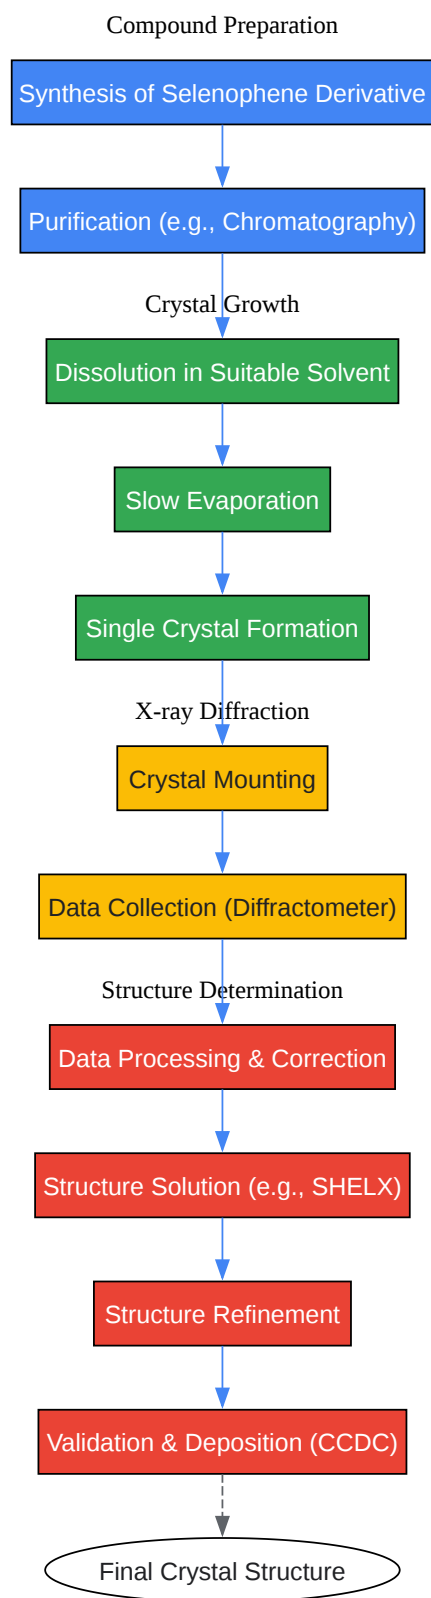 Compound Preparation
Synthesis of Selenophene Derivative
Purification (e.g., Chromatography)
Crystal Growth
Dissolution in Suitable Solvent
Slow Evaporation
Single Crystal Formation
X-ray Diffraction
Crystal Mounting
Data Collection (Diffractometer)
Structure Determination
Data Processing & Correction
Structure Solution (e.g., SHELX)
Structure Refinement
Validation & Deposition (CCDC)
Final Crystal Structure